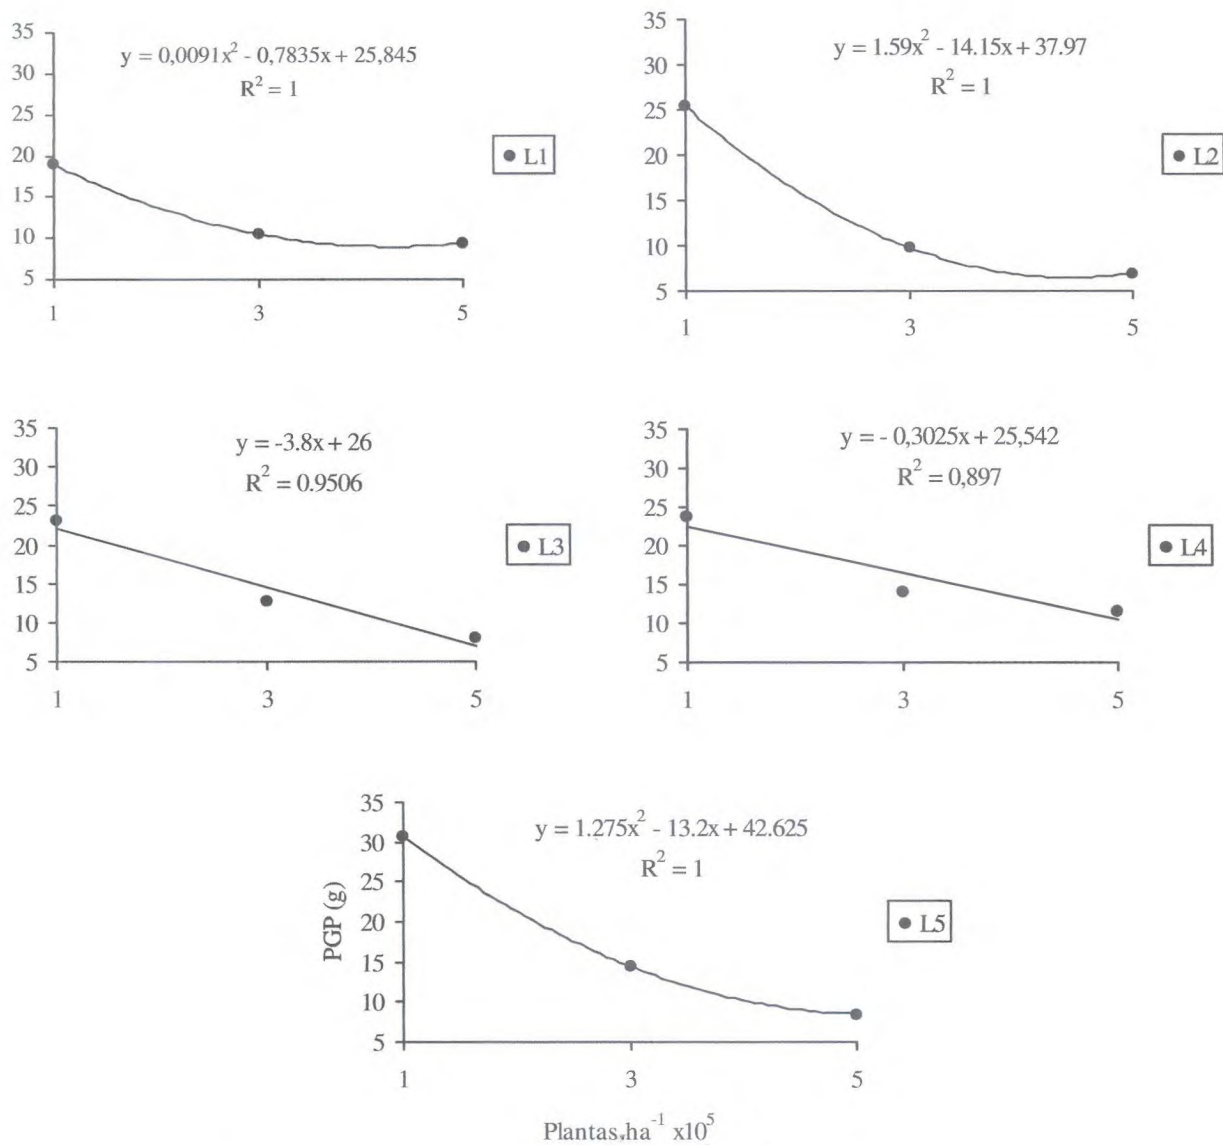 y = 0,0091x² - 0,7835x + 25,845
R² = 1
35
30
25
20
15
10
5
1
3
5
L1
y = 1.59x² - 14.15x + 37.97
R² = 1
35
30
25
20
15
10
5
1
3
5
L2
y = -3.8x + 26
R² = 0.9506
35
30
25
20
15
10
5
1
3
5
L3
y = - 0,3025x + 25,542
R² = 0,897
35
30
25
20
15
10
5
1
3
5
L4
y = 1.275x² - 13.2x + 42.625
R² = 1
35
30
25
20
15
10
5
PGP (g)
1
3
5
L5
Plantas.ha⁻¹ x10⁵